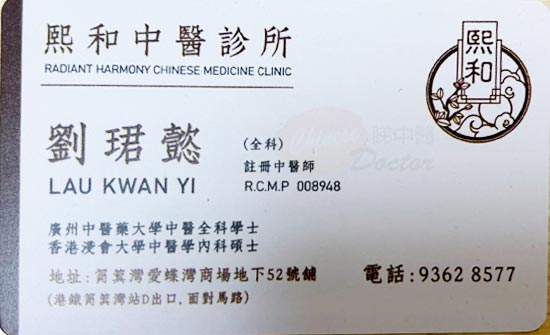 熙和中醫診所
RADIANT HARMONY CHINESE MEDICINE CLINIC
熙和
劉珺懿
LAU KWAN YI
(全科)
註冊中醫師
R.C.M.P 008948
廣州中醫藥大學中醫全科學士
香港浸會大學中醫學內科碩士
地址: 筲箕灣愛蝶灣商場地下52號舖
(港鐵筲箕灣站D出口,面對馬路)
電話:9362 8577
睇中醫
Doctor